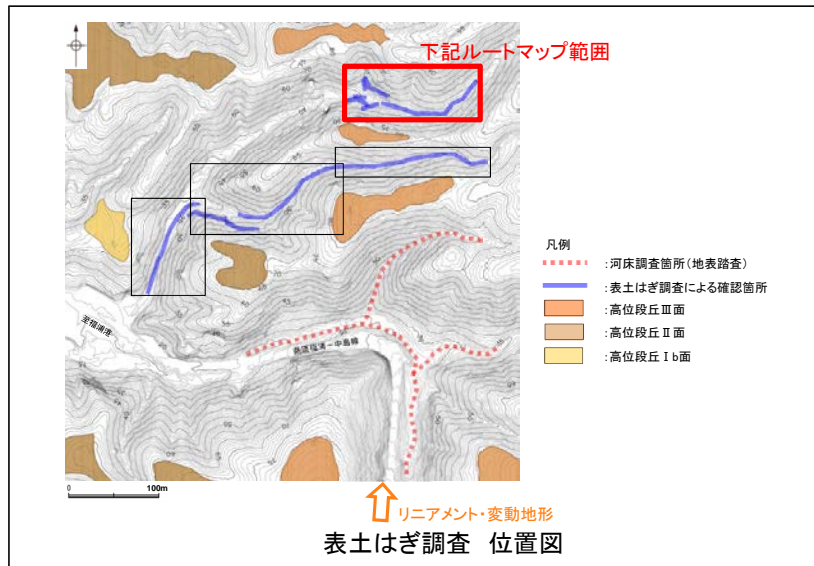 下記ルートマップ範囲
至福浦港
県道福浦ー中島線
凡例
:河床調査箇所(地表踏査)
:表土はぎ調査による確認箇所
:高位段丘Ⅲ面
:高位段丘Ⅱ面
:高位段丘Ⅰb面
0 100m
リニアメント・変動地形
表土はぎ調査 位置図